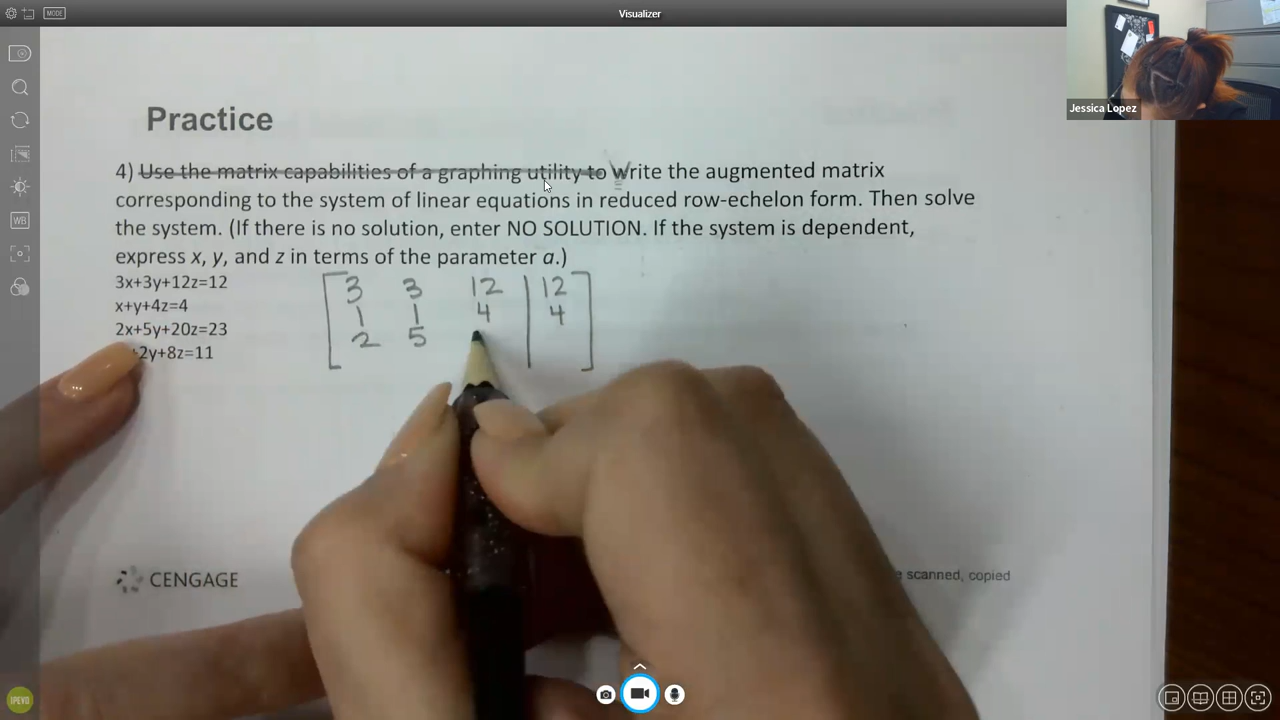 MODE
Visualizer
Jessica Lopez
WB
Practice
4) Use the matrix capabilities of a graphing utility to Write the augmented matrix
corresponding to the system of linear equations in reduced row-echelon form. Then solve
the system. (If there is no solution, enter NO SOLUTION. If the system is dependent,
express x, y, and z in terms of the parameter a.)
3x+3y+12z=12
x+y+4z=4
2x+5y+20z=23
+2y+8z=11
3 3 12 | 12
1 1 4 | 4
2 5
CENGAGE
scanned, copied
IPEVO